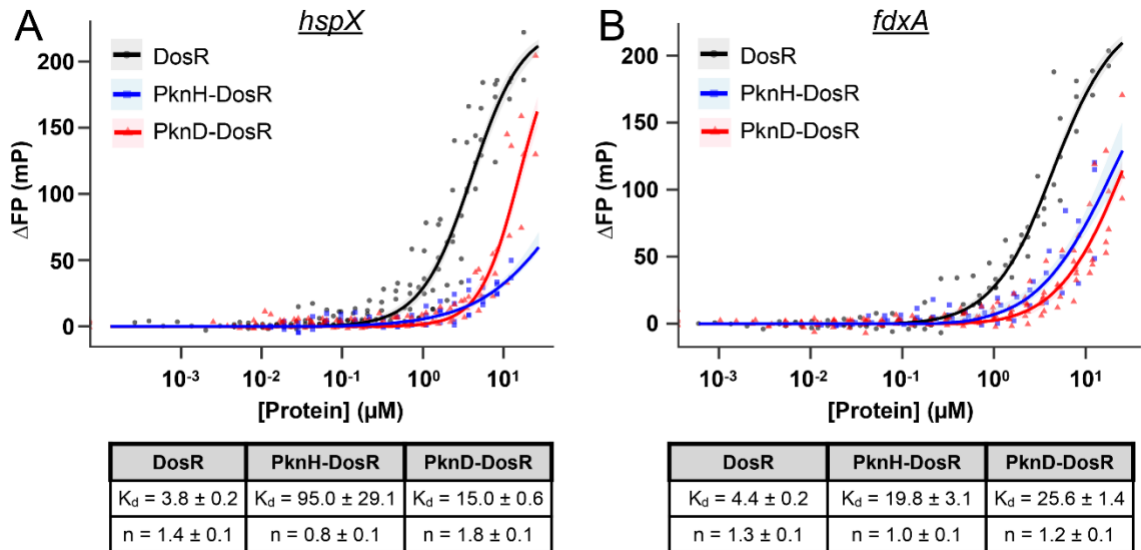 A
hspX
DosR
PknH-DosR
PknD-DosR
ΔFP (mP)
200
150
100
50
0
10-3
10-2
10-1
100
101
[Protein] (µM)
DosR PknH-DosR PknD-DosR
Kd = 3.8 ± 0.2 Kd = 95.0 ± 29.1 Kd = 15.0 ± 0.6
n = 1.4 ± 0.1 n = 0.8 ± 0.1 n = 1.8 ± 0.1
B
fdxA
DosR
PknH-DosR
PknD-DosR
ΔFP (mP)
200
150
100
50
0
10-3
10-2
10-1
100
101
[Protein] (µM)
DosR PknH-DosR PknD-DosR
Kd = 4.4 ± 0.2 Kd = 19.8 ± 3.1 Kd = 25.6 ± 1.4
n = 1.3 ± 0.1 n = 1.0 ± 0.1 n = 1.2 ± 0.1